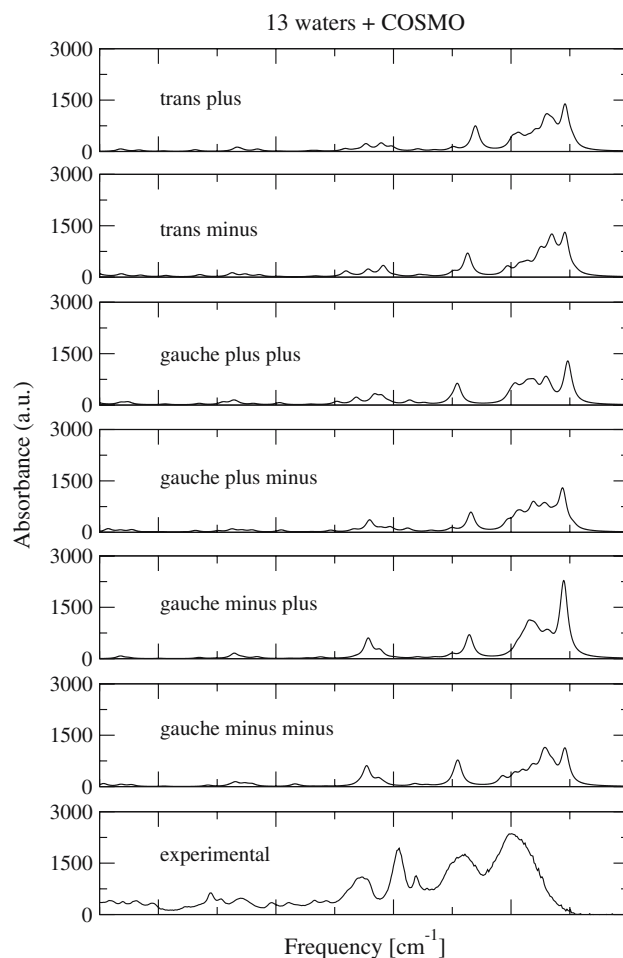 13 waters + COSMO
3000
1500
0
trans plus
3000
1500
0
trans minus
3000
1500
0
gauche plus plus
3000
1500
0
gauche plus minus
3000
1500
0
gauche minus plus
3000
1500
0
gauche minus minus
3000
1500
0
experimental
Absorbance (a.u.)
Frequency [cm⁻¹]